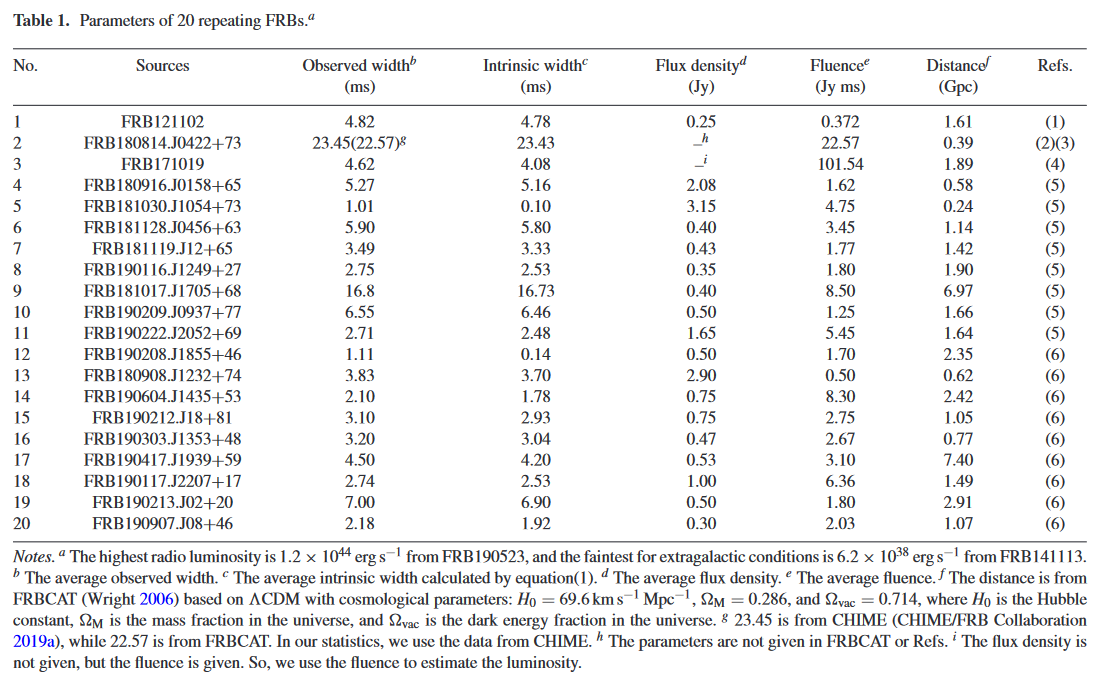 Table 1. Parameters of 20 repeating FRBs.ᵃ
No. Sources Observed widthᵇ Intrinsic widthᶜ Flux densityᵈ Fluenceᵉ Distanceᶠ Refs.
(ms) (ms) (Jy) (Jy ms) (Gpc)
1 FRB121102 4.82 4.78 0.25 0.372 1.61 (1)
2 FRB180814.J0422+73 23.45(22.57)ᵍ 23.43 –ʰ 22.57 0.39 (2)(3)
3 FRB171019 4.62 4.08 –ⁱ 101.54 1.89 (4)
4 FRB180916.J0158+65 5.27 5.16 2.08 1.62 0.58 (5)
5 FRB181030.J1054+73 1.01 0.10 3.15 4.75 0.24 (5)
6 FRB181128.J0456+63 5.90 5.80 0.40 3.45 1.14 (5)
7 FRB181119.J12+65 3.49 3.33 0.43 1.77 1.42 (5)
8 FRB190116.J1249+27 2.75 2.53 0.35 1.80 1.90 (5)
9 FRB181017.J1705+68 16.8 16.73 0.40 8.50 6.97 (5)
10 FRB190209.J0937+77 6.55 6.46 0.50 1.25 1.66 (5)
11 FRB190222.J2052+69 2.71 2.48 1.65 5.45 1.64 (5)
12 FRB190208.J1855+46 1.11 0.14 0.50 1.70 2.35 (6)
13 FRB180908.J1232+74 3.83 3.70 2.90 0.50 0.62 (6)
14 FRB190604.J1435+53 2.10 1.78 0.75 8.30 2.42 (6)
15 FRB190212.J18+81 3.10 2.93 0.75 2.75 1.05 (6)
16 FRB190303.J1353+48 3.20 3.04 0.47 2.67 0.77 (6)
17 FRB190417.J1939+59 4.50 4.20 0.53 3.10 7.40 (6)
18 FRB190117.J2207+17 2.74 2.53 1.00 6.36 1.49 (6)
19 FRB190213.J02+20 7.00 6.90 0.50 1.80 2.91 (6)
20 FRB190907.J08+46 2.18 1.92 0.30 2.03 1.07 (6)
Notes. ᵃ The highest radio luminosity is 1.2 × 10⁴⁴ erg s⁻¹ from FRB190523, and the faintest for extragalactic conditions is 6.2 × 10³⁸ erg s⁻¹ from FRB141113.
ᵇ The average observed width. ᶜ The average intrinsic width calculated by equation(1). ᵈ The average flux density. ᵉ The average fluence. ᶠ The distance is from
FRBCAT (Wright 2006) based on ΛCDM with cosmological parameters: H₀ = 69.6 km s⁻¹ Mpc⁻¹, Ω_M = 0.286, and Ω_vac = 0.714, where H₀ is the Hubble
constant, Ω_M is the mass fraction in the universe, and Ω_vac is the dark energy fraction in the universe. ᵍ 23.45 is from CHIME (CHIME/FRB Collaboration
2019a), while 22.57 is from FRBCAT. In our statistics, we use the data from CHIME. ʰ The parameters are not given in FRBCAT or Refs. ⁱ The flux density is
not given, but the fluence is given. So, we use the fluence to estimate the luminosity.